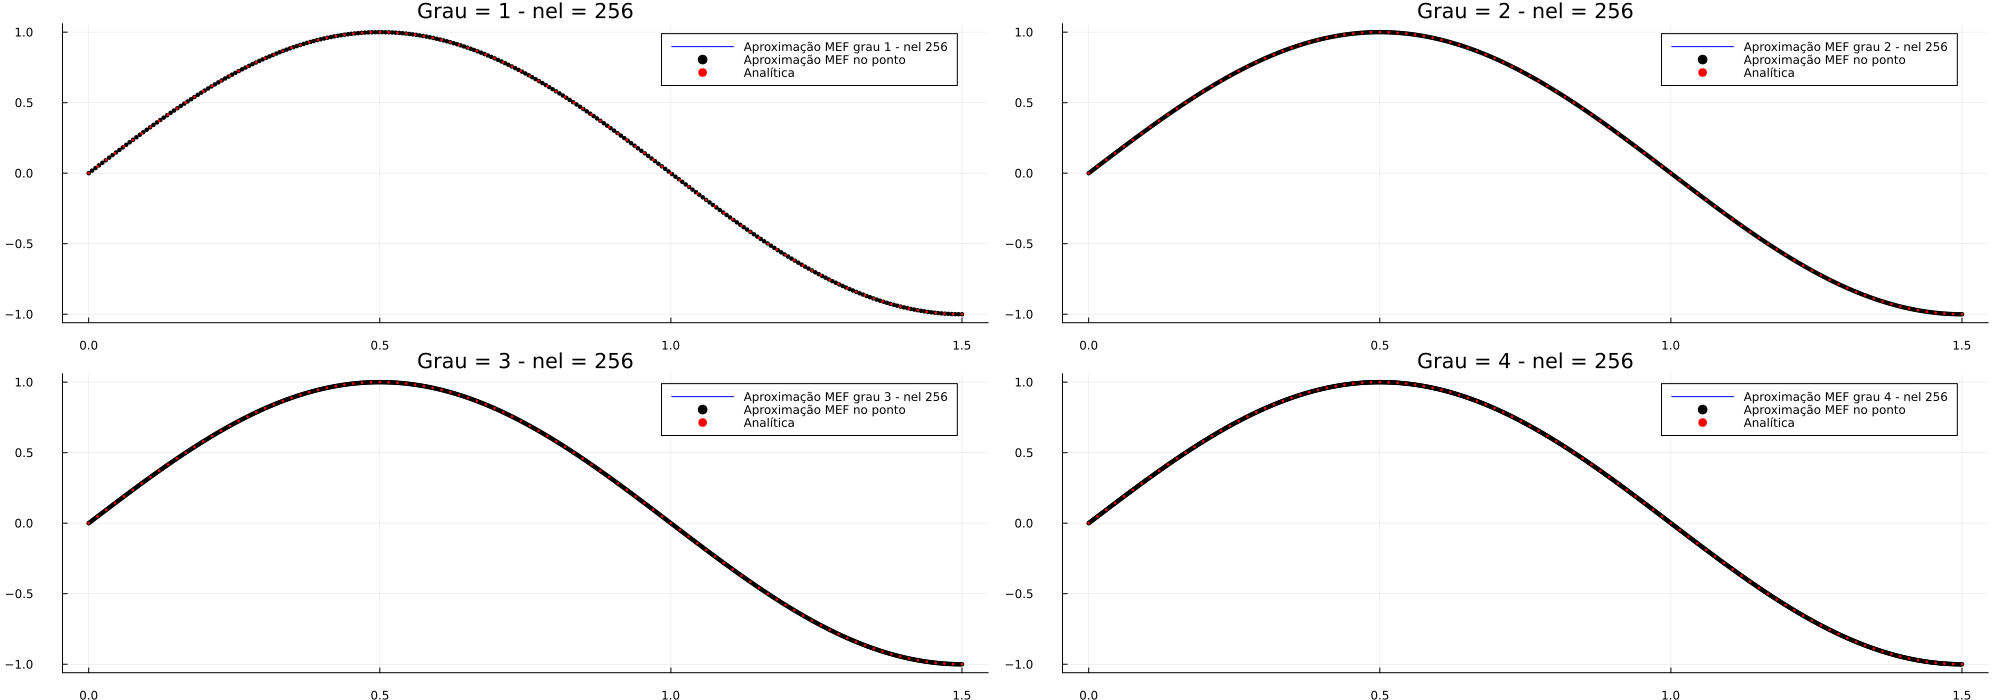 Grau = 1 - nel = 256
1.0
0.5
0.0
−0.5
−1.0
0.0
0.5
1.0
1.5
Aproximação MEF grau 1 - nel 256
Aproximação MEF no ponto
Analítica
Grau = 2 - nel = 256
1.0
0.5
0.0
−0.5
−1.0
0.0
0.5
1.0
1.5
Aproximação MEF grau 2 - nel 256
Aproximação MEF no ponto
Analítica
Grau = 3 - nel = 256
1.0
0.5
0.0
−0.5
−1.0
0.0
0.5
1.0
1.5
Aproximação MEF grau 3 - nel 256
Aproximação MEF no ponto
Analítica
Grau = 4 - nel = 256
1.0
0.5
0.0
−0.5
−1.0
0.0
0.5
1.0
1.5
Aproximação MEF grau 4 - nel 256
Aproximação MEF no ponto
Analítica